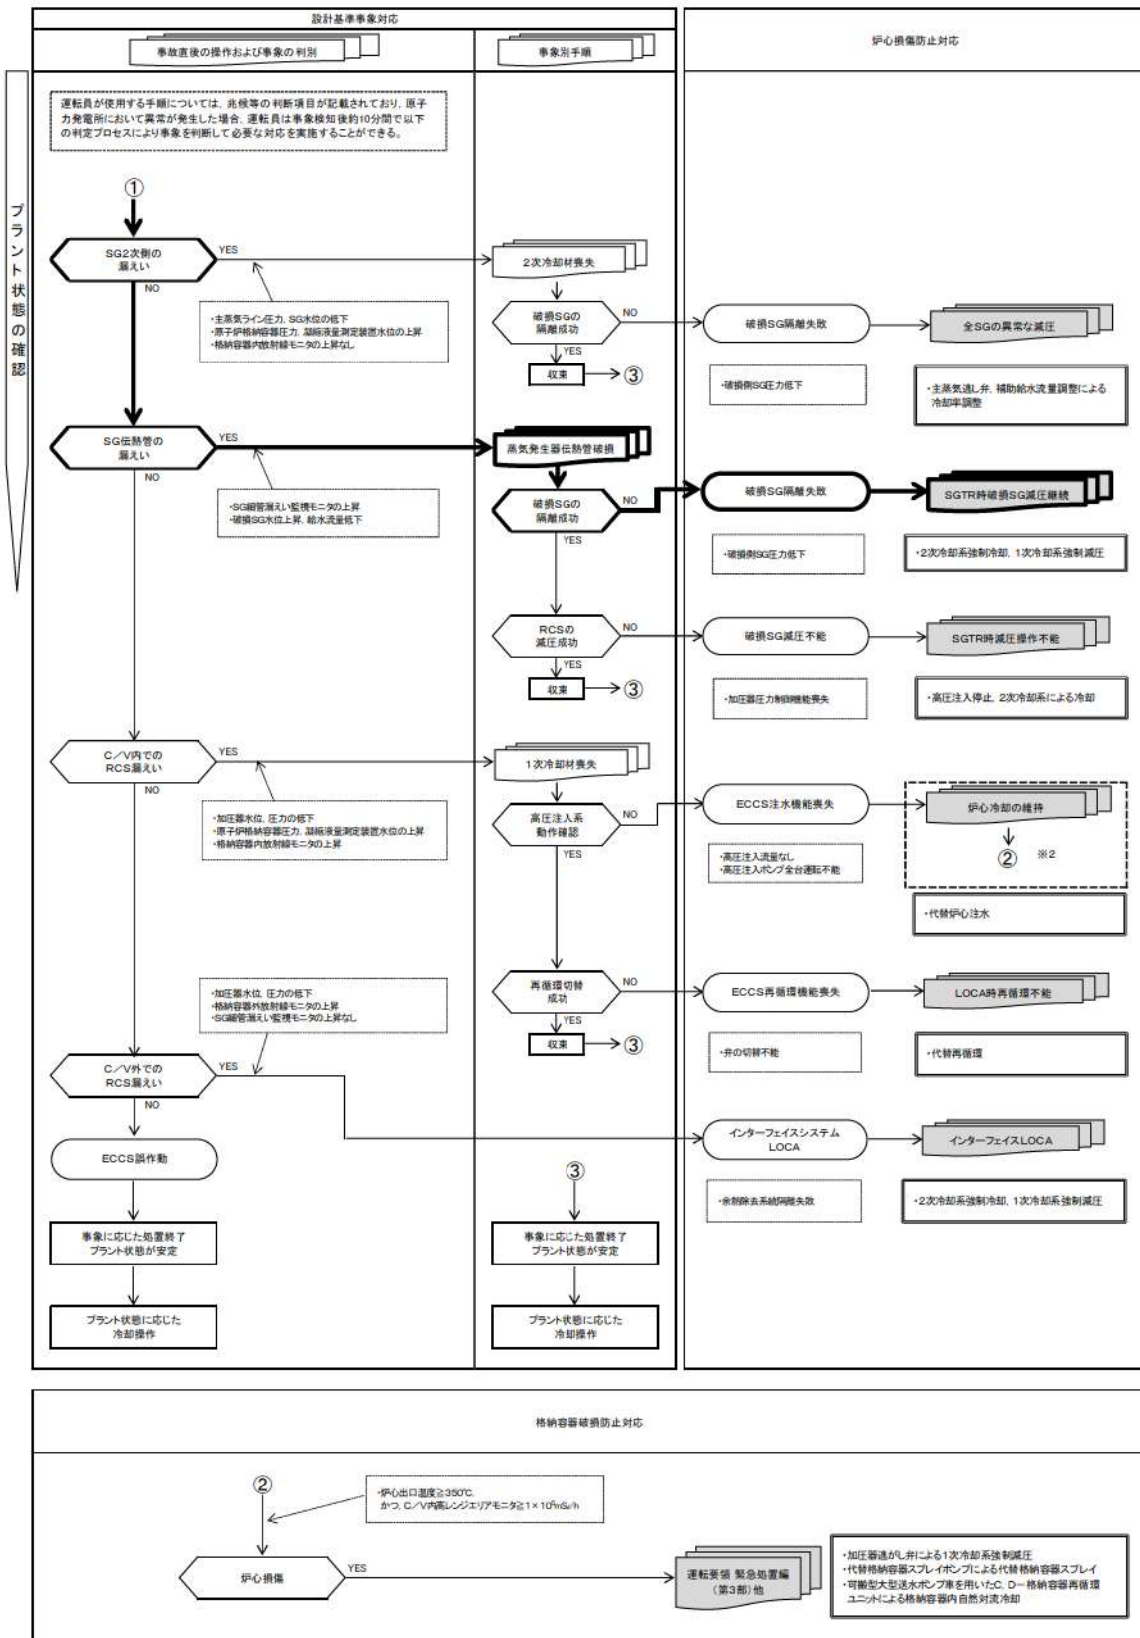 設計基準事象対応
事故直後の操作および事象の判別
事象別手順
炉心損傷防止対応
プラント状態の確認
運転員が使用する手順については、兆候等の判断項目が記載されており、原子
力発電所において異常が発生した場合、運転員は事象検知後約10分間で以下
の判定プロセスにより事象を判断して必要な対応を実施することができる。
①
SG2次側の
漏えい
YES
NO
・主蒸気ライン圧力、SG水位の低下
・原子炉格納容器圧力、凝縮液量測定装置水位の上昇
・格納容器内放射線モニタの上昇なし
2次冷却材喪失
破損SGの
隔離成功
NO
YES
収束
③
破損SG隔離失敗
・破損側SG圧力低下
全SGの異常な減圧
・主蒸気逃し弁、補助給水流量調整による
冷却率調整
SG伝熱管の
漏えい
YES
NO
・SG細管漏えい監視モニタの上昇
・破損SG水位上昇、給水流量低下
蒸気発生器伝熱管破損
破損SGの
隔離成功
NO
YES
破損SG隔離失敗
・破損側SG圧力低下
SGTR時破損SG減圧継続
・2次冷却系強制冷却、1次冷却系強制減圧
RCSの
減圧成功
NO
YES
収束
③
破損SG減圧不能
・加圧器圧力制御機能喪失
SGTR時減圧操作不能
・高圧注入停止、2次冷却系による冷却
C/V内での
RCS漏えい
YES
NO
・加圧器水位、圧力の低下
・原子炉格納容器圧力、凝縮液量測定装置水位の上昇
・格納容器内放射線モニタの上昇
1次冷却材喪失
高圧注入系
動作確認
NO
YES
ECCS注水機能喪失
・高圧注入流量なし
・高圧注入ポンプ全台運転不能
炉心冷却の維持
② ※2
・代替炉心注水
・加圧器水位、圧力の低下
・格納容器外放射線モニタの上昇
・SG細管漏えい監視モニタの上昇なし
再循環切替
成功
NO
YES
収束
③
ECCS再循環機能喪失
・弁の切替不能
LOCA時再循環不能
・代替再循環
C/V外での
RCS漏えい
YES
NO
インターフェイスシステム
LOCA
・余熱除去系統隔離失敗
インターフェイスLOCA
・2次冷却系強制冷却、1次冷却系強制減圧
ECCS誤作動
③
事象に応じた処置終了
プラント状態が安定
プラント状態に応じた
冷却操作
事象に応じた処置終了
プラント状態が安定
プラント状態に応じた
冷却操作
格納容器破損防止対応
②
・炉心出口温度≧350℃、
かつ、C/V内高レンジエリアモニタ≧1×10⁵mSv/h
炉心損傷
YES
運転要領 緊急処置編
(第3部)他
・加圧器逃がし弁による1次冷却系強制減圧
・代替格納容器スプレイポンプによる代替格納容器スプレイ
・可搬型大型送水ポンプ車を用いたC、D－格納容器再循環
ユニットによる格納容器内自然対流冷却